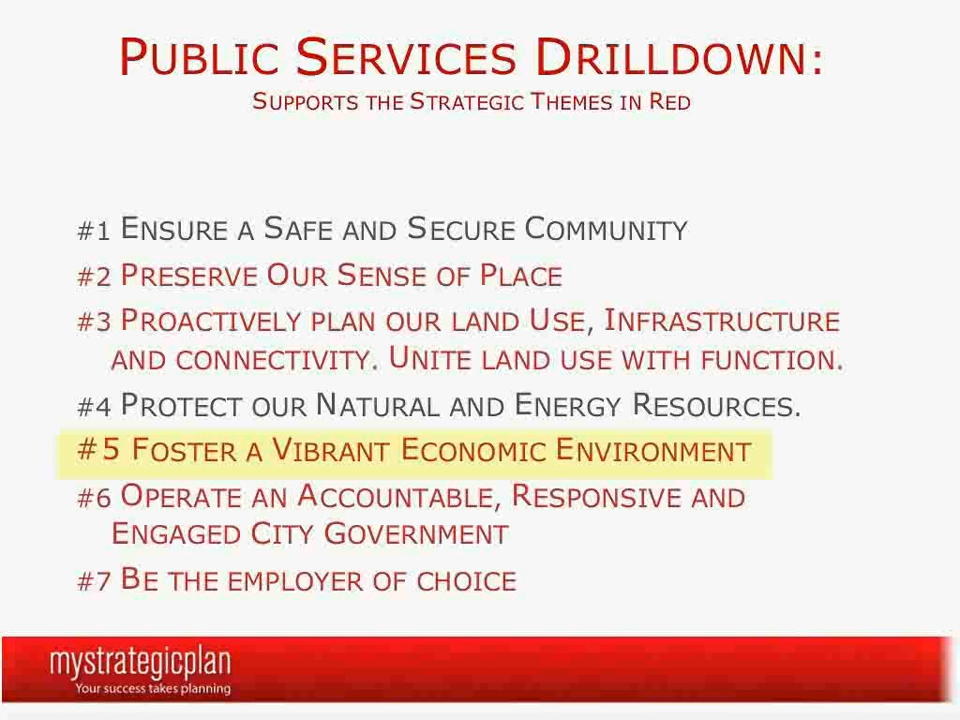 PUBLIC SERVICES DRILLDOWN:
SUPPORTS THE STRATEGIC THEMES IN RED
#1 ENSURE A SAFE AND SECURE COMMUNITY
#2 PRESERVE OUR SENSE OF PLACE
#3 PROACTIVELY PLAN OUR LAND USE, INFRASTRUCTURE
AND CONNECTIVITY. UNITE LAND USE WITH FUNCTION.
#4 PROTECT OUR NATURAL AND ENERGY RESOURCES.
#5 FOSTER A VIBRANT ECONOMIC ENVIRONMENT
#6 OPERATE AN ACCOUNTABLE, RESPONSIVE AND
ENGAGED CITY GOVERNMENT
#7 BE THE EMPLOYER OF CHOICE
mystrategicplan
Your success takes planning